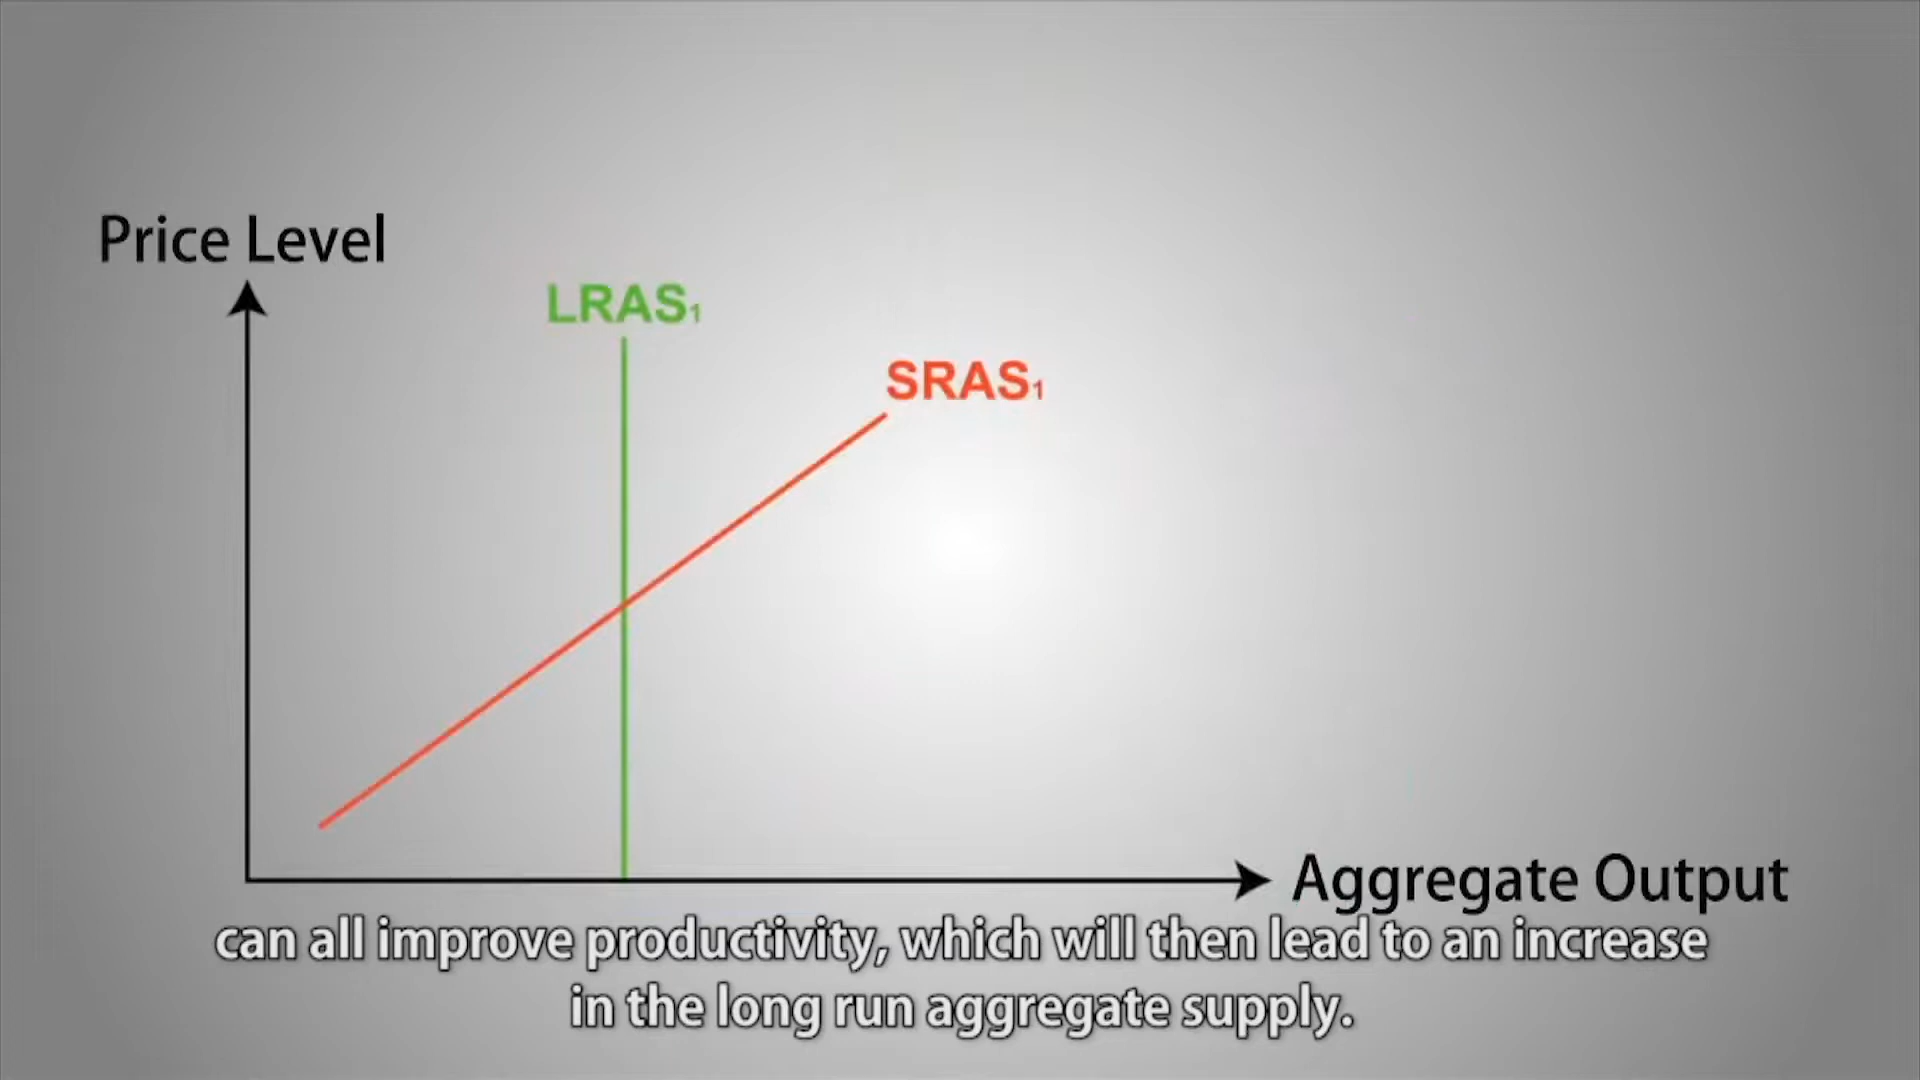 Price Level
LRAS₁
SRAS₁
Aggregate Output
can all improve productivity, which will then lead to an increase
in the long run aggregate supply.